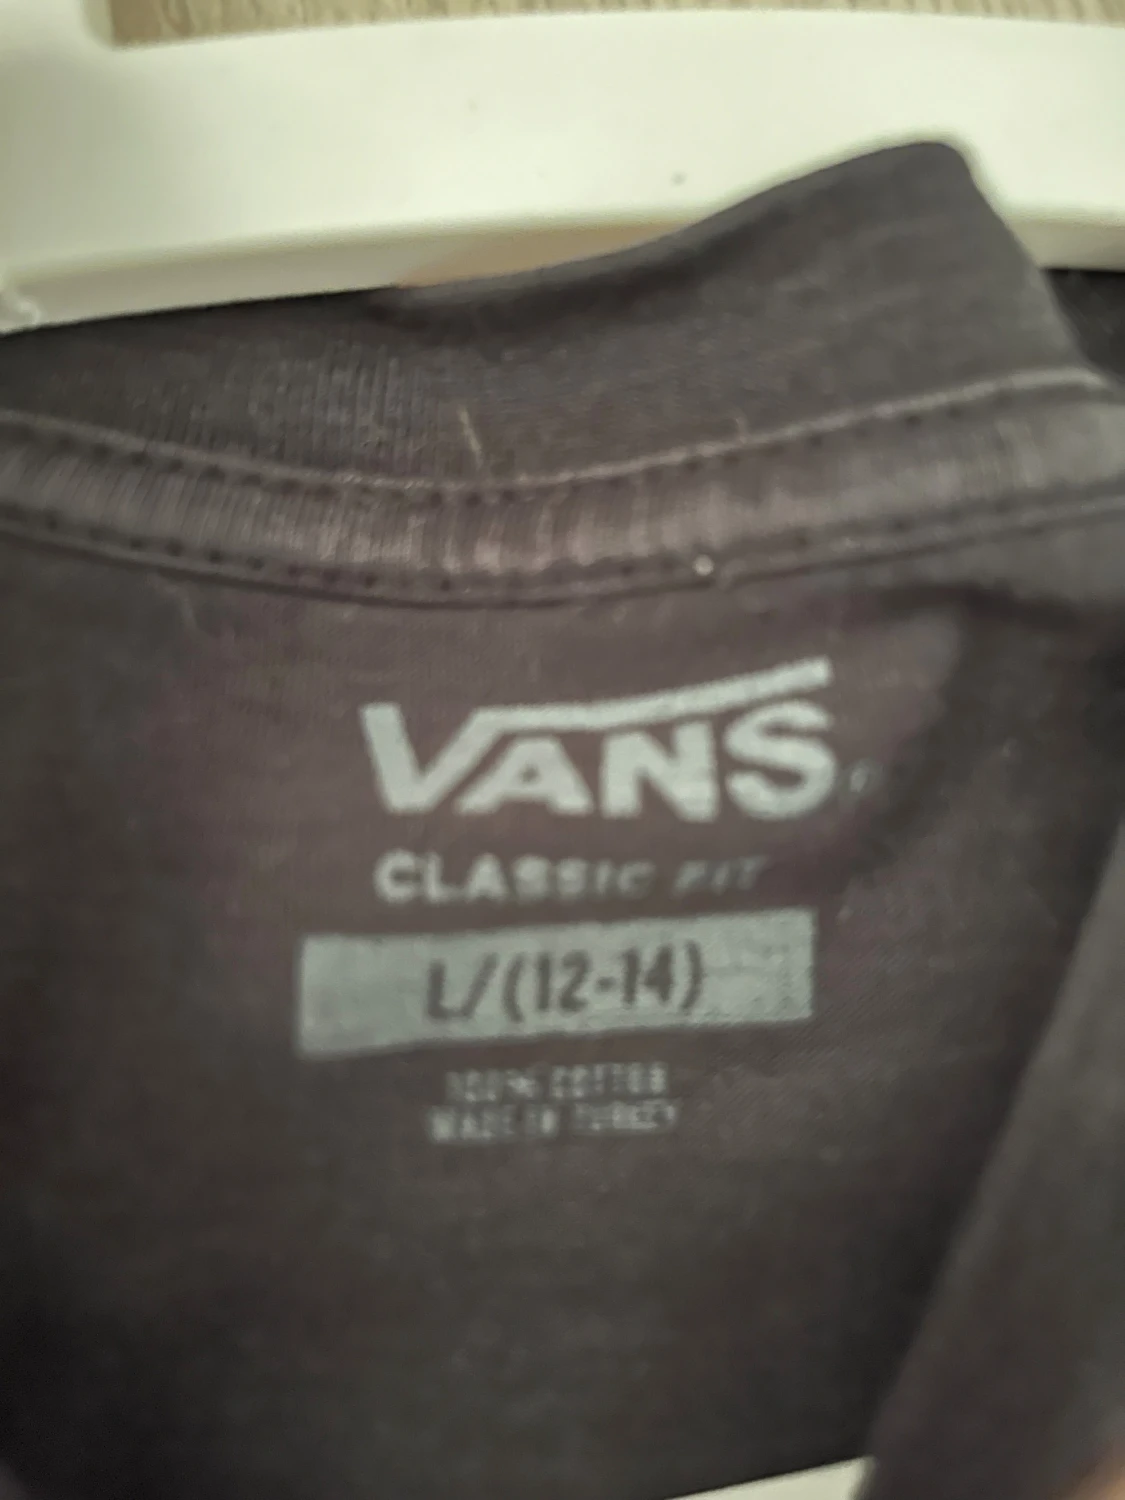 VANS
CLASSIC FIT
L/(12-14)
100% COTTON
MADE IN TURKEY